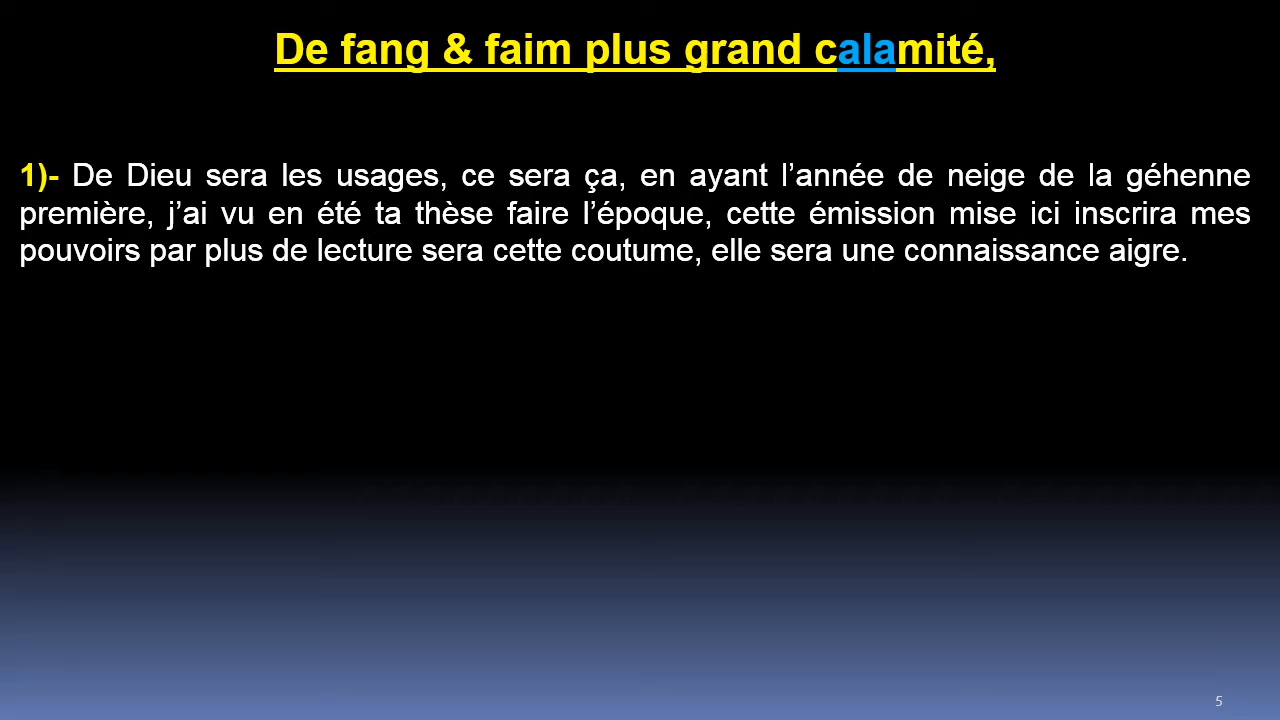 De fang & faim plus grand calamité,
1)- De Dieu sera les usages, ce sera ça, en ayant l’année de neige de la géhenne
première, j’ai vu en été ta thèse faire l’époque, cette émission mise ici inscrira mes
pouvoirs par plus de lecture sera cette coutume, elle sera une connaissance aigre.
5